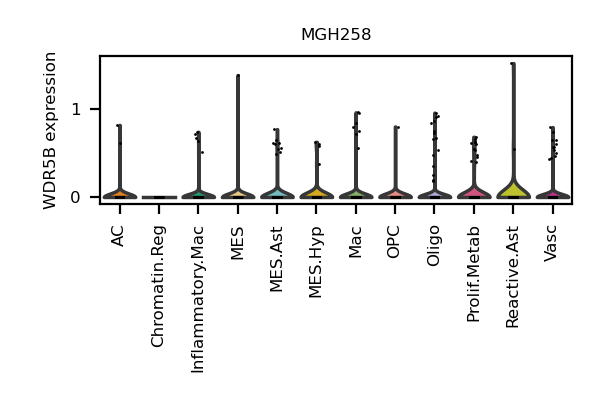 MGH258
WDR5B expression
1
0
AC
Chromatin.Reg
Inflammatory.Mac
MES
MES.Ast
MES.Hyp
Mac
OPC
Oligo
Prolif.Metab
Reactive.Ast
Vasc